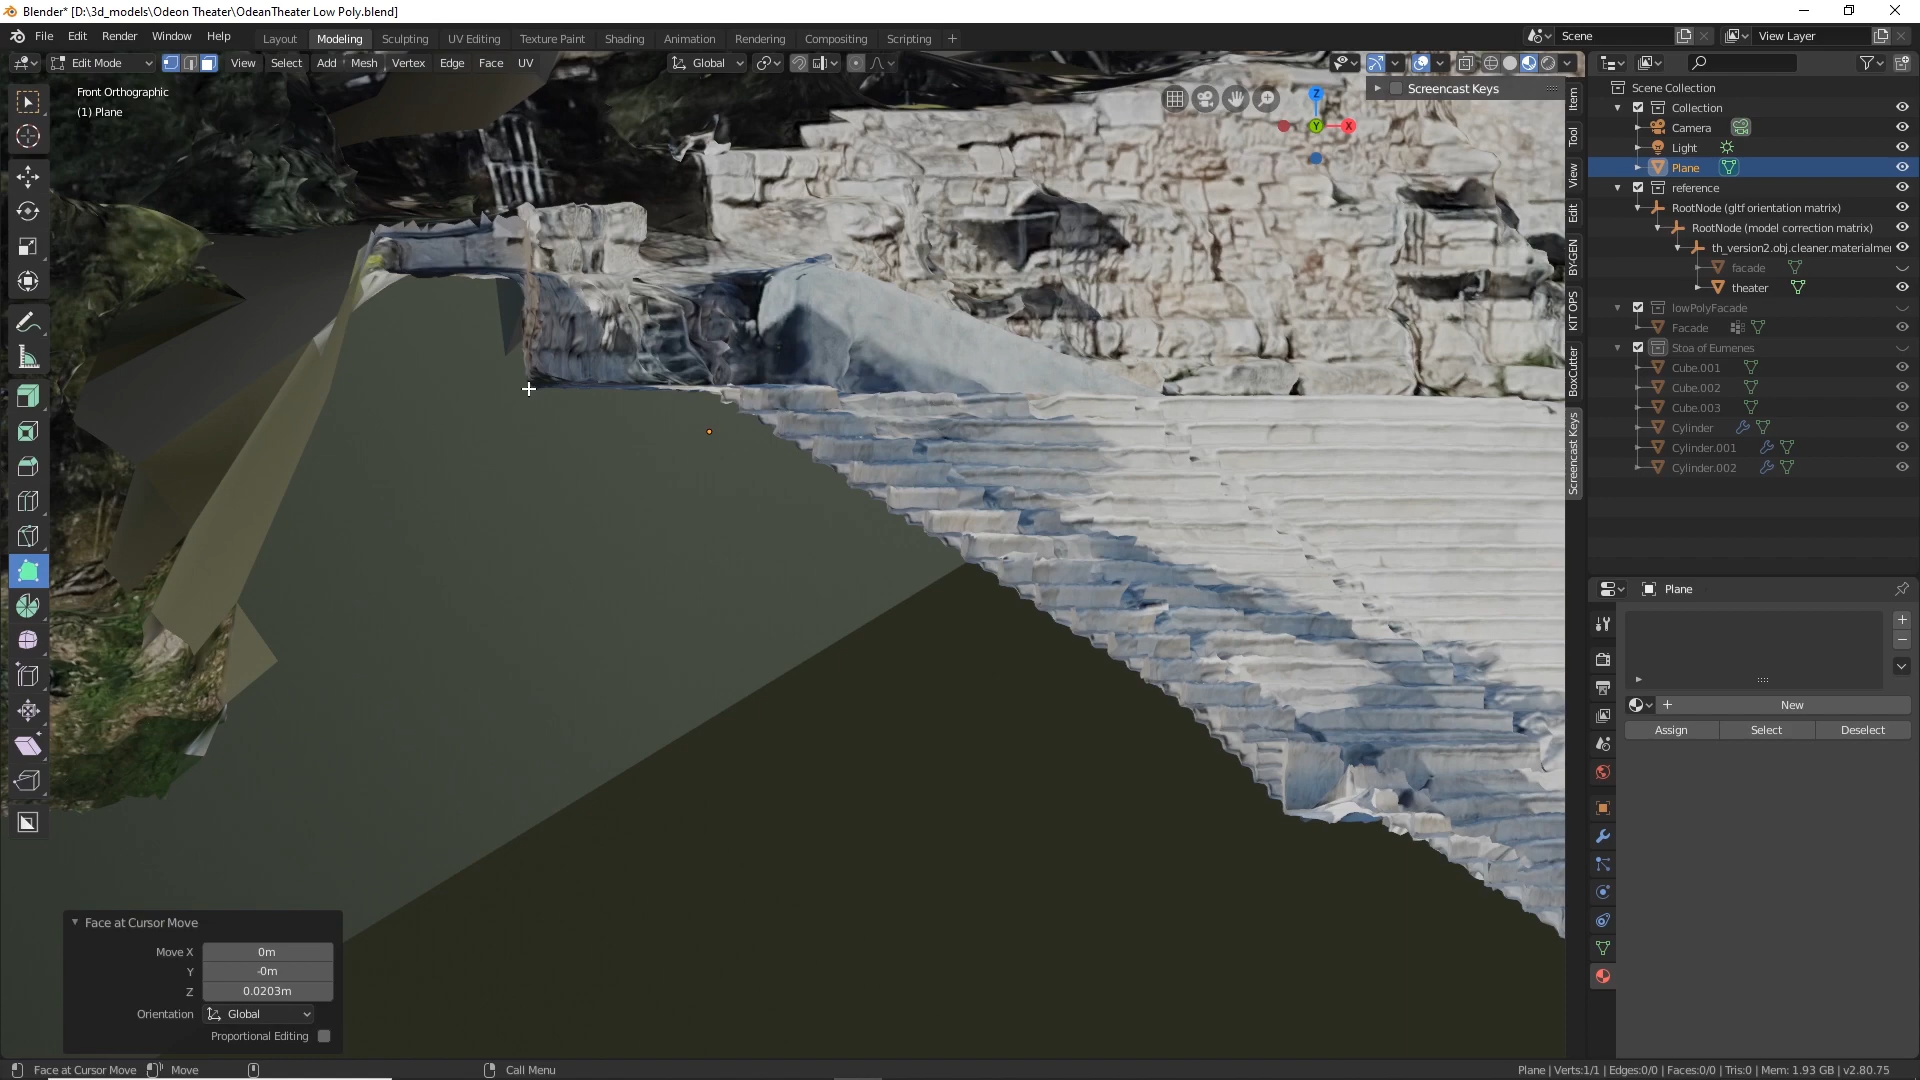 Blender* [D:\3d_models\Odeon Theater\OdeanTheater Low Poly.blend]
File Edit Render Window Help
Layout Modeling Sculpting UV Editing Texture Paint Shading Animation Rendering Compositing Scripting +
Scene
View Layer
Edit Mode View Select Add Mesh Vertex Edge Face UV
Global
Front Orthographic
(1) Plane
Screencast Keys
Z
Y
X
Item
Tool
View
Edit
BY-GEN
KIT OPS
BoxCutter
Screencast Keys
Scene Collection
Collection
Camera
Light
Plane
reference
RootNode (gltf orientation matrix)
RootNode (model correction matrix)
th_version2.obj.cleaner.materialmer
facade
theater
lowPolyFacade
Facade
Stoa of Eumenes
Cube.001
Cube.002
Cube.003
Cylinder
Cylinder.001
Cylinder.002
Plane
New
Assign Select Deselect
Face at Cursor Move
Move X 0m
Y -0m
Z 0.0203m
Orientation Global
Proportional Editing
Face at Cursor Move Move Call Menu
Plane | Verts:1/1 | Edges:0/0 | Faces:0/0 | Tris:0 | Mem: 1.93 GB | v2.80.75